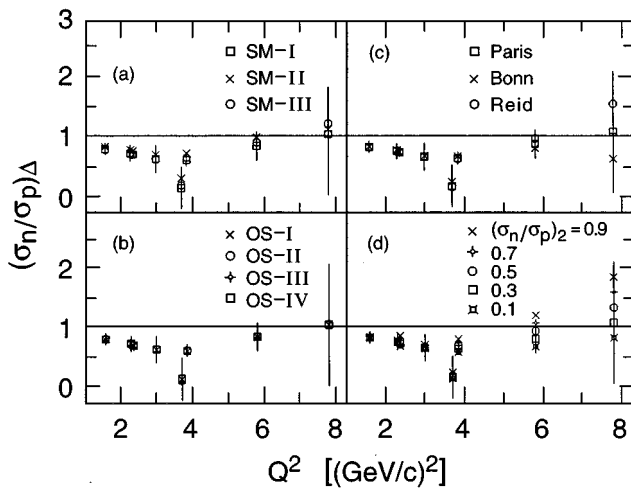 3
2
1
0
(a)
□ SM-I
× SM-II
○ SM-III
(c)
□ Paris
× Bonn
○ Reid
2
1
0
(b)
× OS-I
○ OS-II
OS-III
□ OS-IV
(d)
× (σn/σp)2 = 0.9
0.7
○ 0.5
□ 0.3
0.1
(σn/σp)Δ
2 4 6 8 2 4 6 8
Q² [(GeV/c)²]